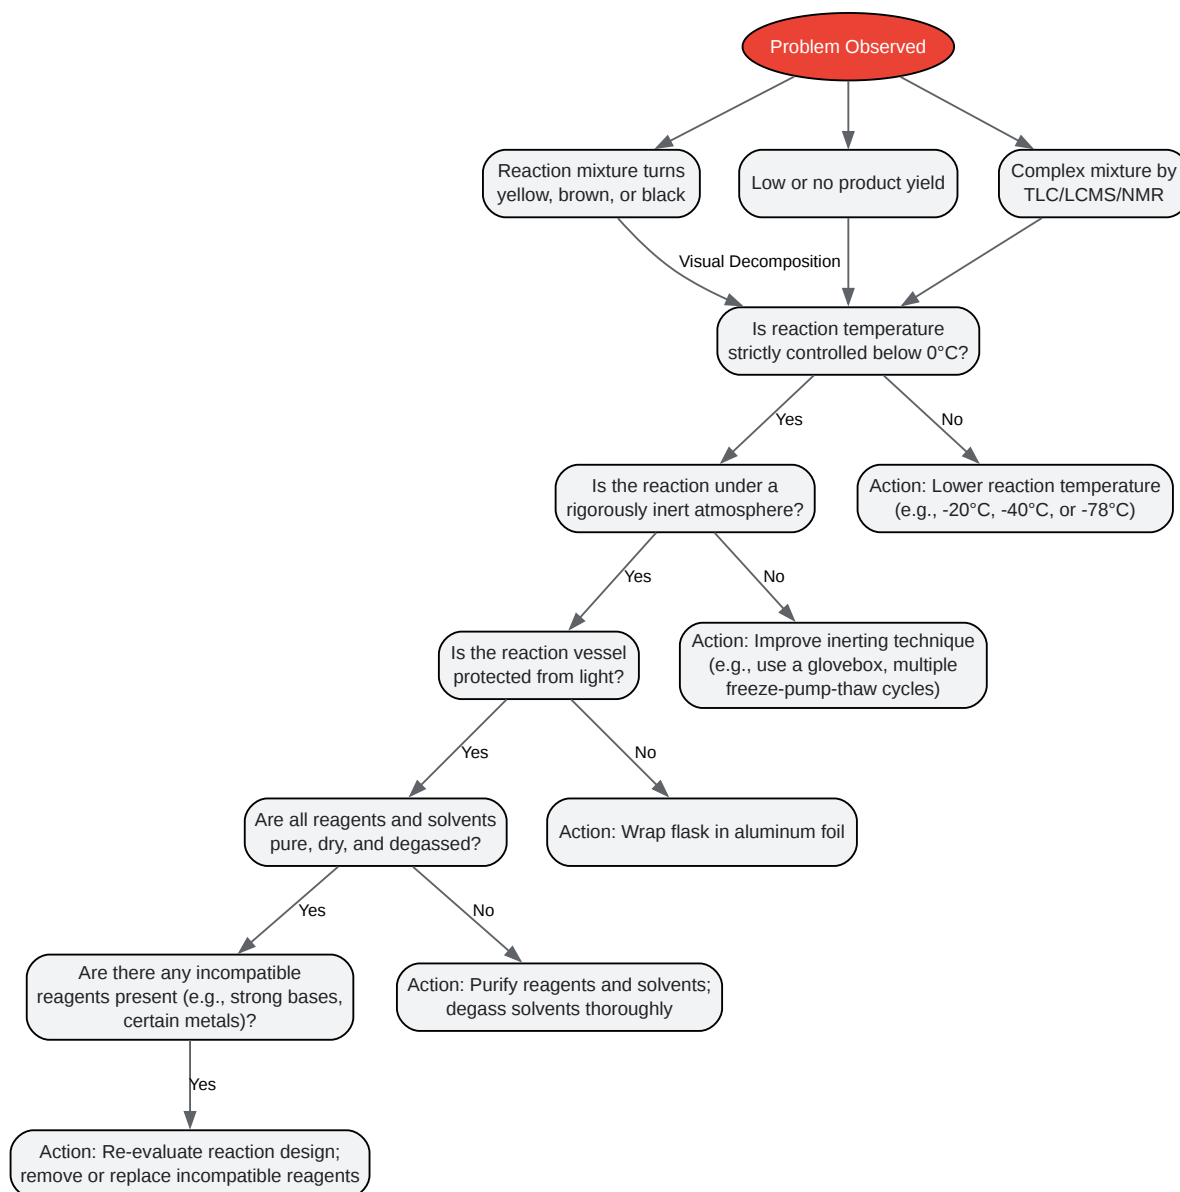 Problem Observed
Reaction mixture turns
yellow, brown, or black
Low or no product yield
Complex mixture by
TLC/LCMS/NMR
Visual Decomposition
Is reaction temperature
strictly controlled below 0°C?
Yes
No
Is the reaction under a
rigorously inert atmosphere?
Action: Lower reaction temperature
(e.g., -20°C, -40°C, or -78°C)
Yes
No
Is the reaction vessel
protected from light?
Action: Improve inerting technique
(e.g., use a glovebox, multiple
freeze-pump-thaw cycles)
Yes
No
Are all reagents and solvents
pure, dry, and degassed?
Action: Wrap flask in aluminum foil
Yes
No
Are there any incompatible
reagents present (e.g., strong bases,
certain metals)?
Action: Purify reagents and solvents;
degass solvents thoroughly
Yes
Action: Re-evaluate reaction design;
remove or replace incompatible reagents